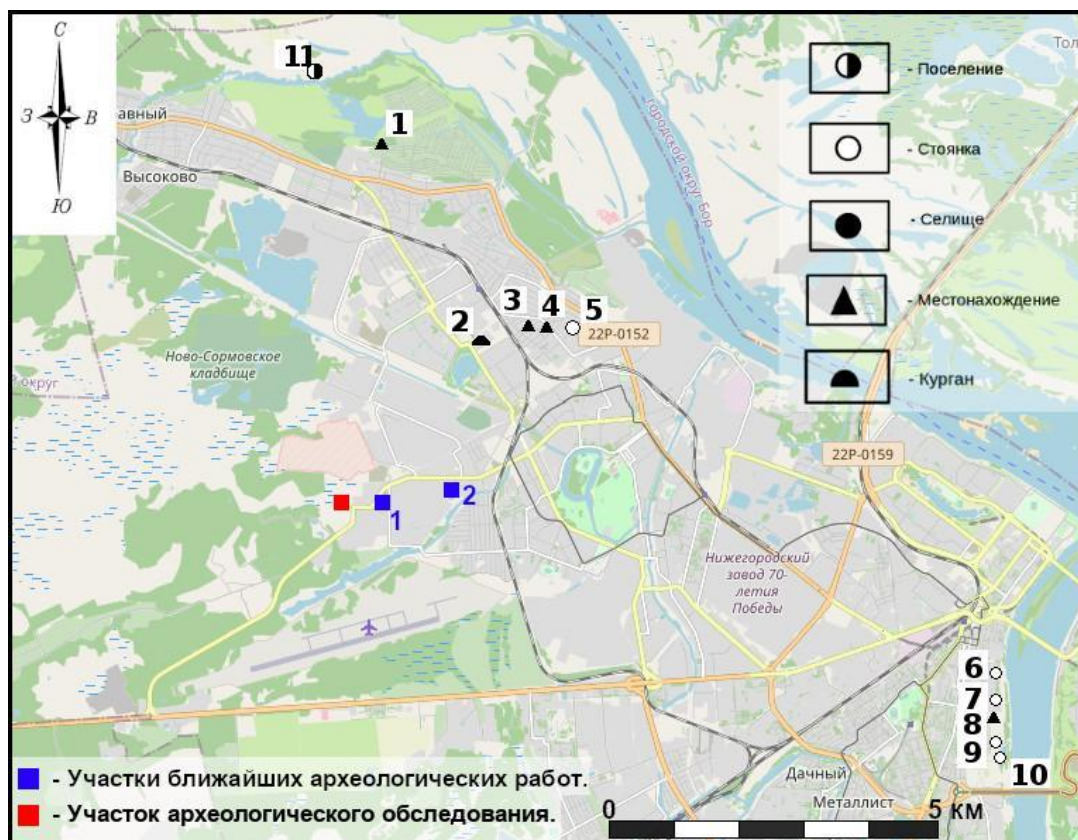 С
З
В
Ю
11
1
авный
Высоково
Тол
городской округ Бор
- Поселение
- Стоянка
- Селище
- Местонахождение
- Курган
3
4
5
2
22Р-0152
Ново-Сормовское
кладбище
округ
22Р-0159
1
2
Нижегородский
завод 70-
летия
Победы
6
7
8
9
10
- Участки ближайших археологических работ.
- Участок археологического обследования.
Дачный
Металлист
0
5 км